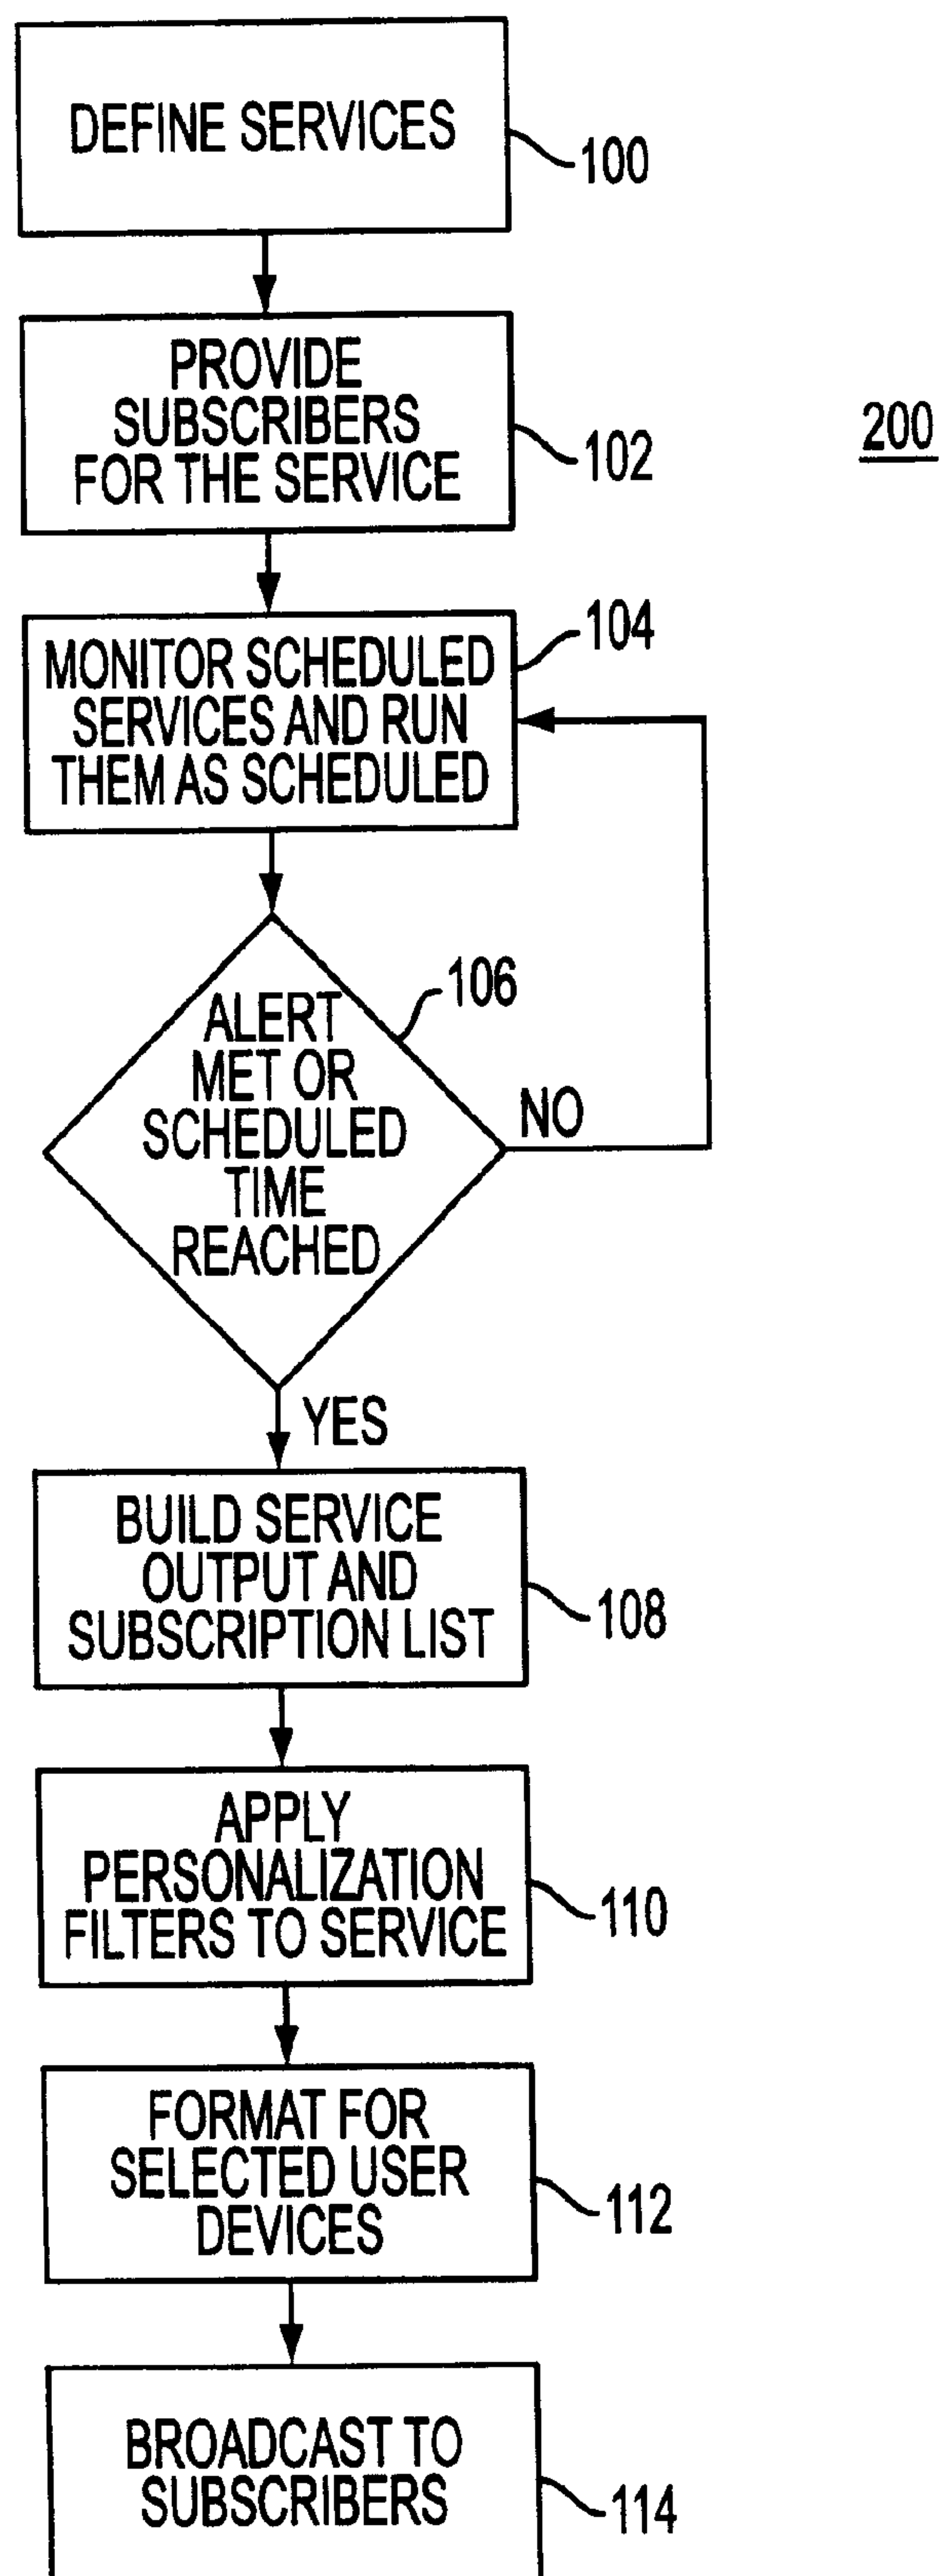 DEFINE SERVICES
100
PROVIDE
SUBSCRIBERS
FOR THE SERVICE
102
200
104
MONITOR SCHEDULED
SERVICES AND RUN
THEM AS SCHEDULED
106
ALERT
MET OR
SCHEDULED
TIME
REACHED
NO
YES
BUILD SERVICE
OUTPUT AND
SUBSCRIPTION LIST
108
APPLY
PERSONALIZATION
FILTERS TO SERVICE
110
FORMAT FOR
SELECTED USER
DEVICES
112
BROADCAST TO
SUBSCRIBERS
114